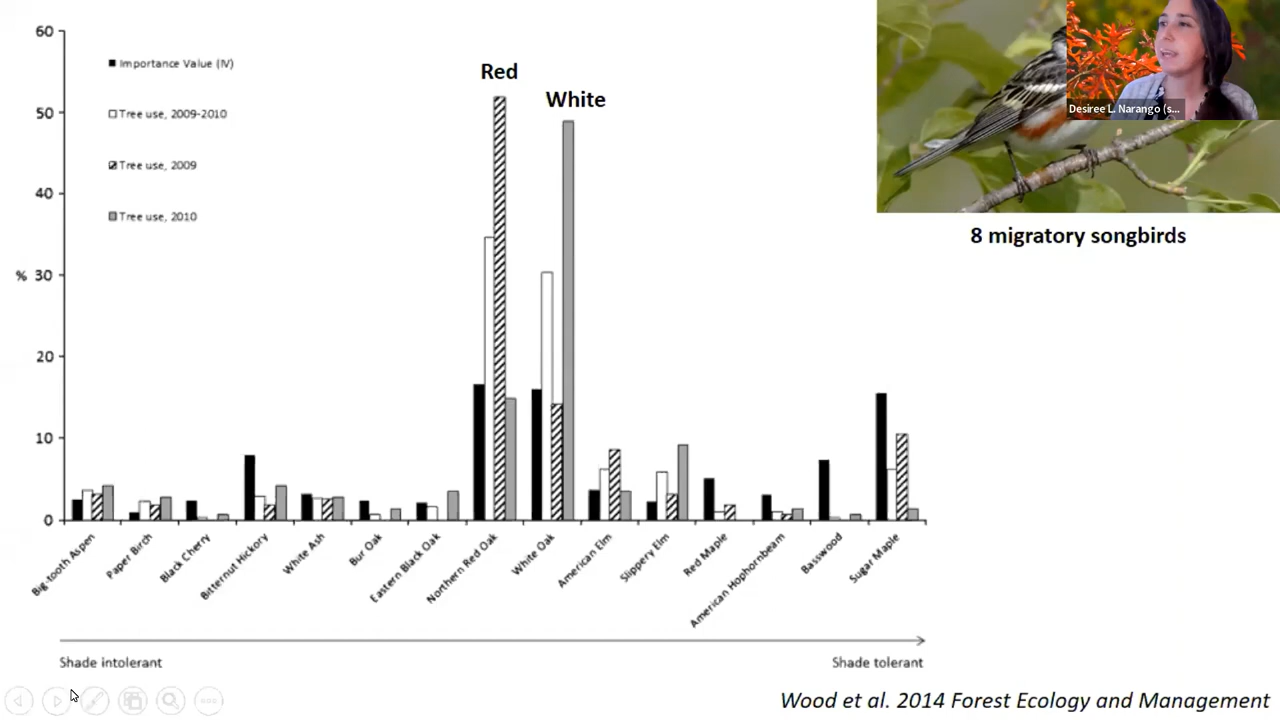 60
50
40
% 30
20
10
0
Importance Value (IV)
Tree use, 2009-2010
Tree use, 2009
Tree use, 2010
Red
White
Big-tooth Aspen
Paper Birch
Black Cherry
Bitternut Hickory
White Ash
Bur Oak
Eastern Black Oak
Northern Red Oak
White Oak
American Elm
Slippery Elm
Red Maple
American Hophornbeam
Basswood
Sugar Maple
Shade intolerant
Shade tolerant
Desiree L. Narango (s...
8 migratory songbirds
Wood et al. 2014 Forest Ecology and Management